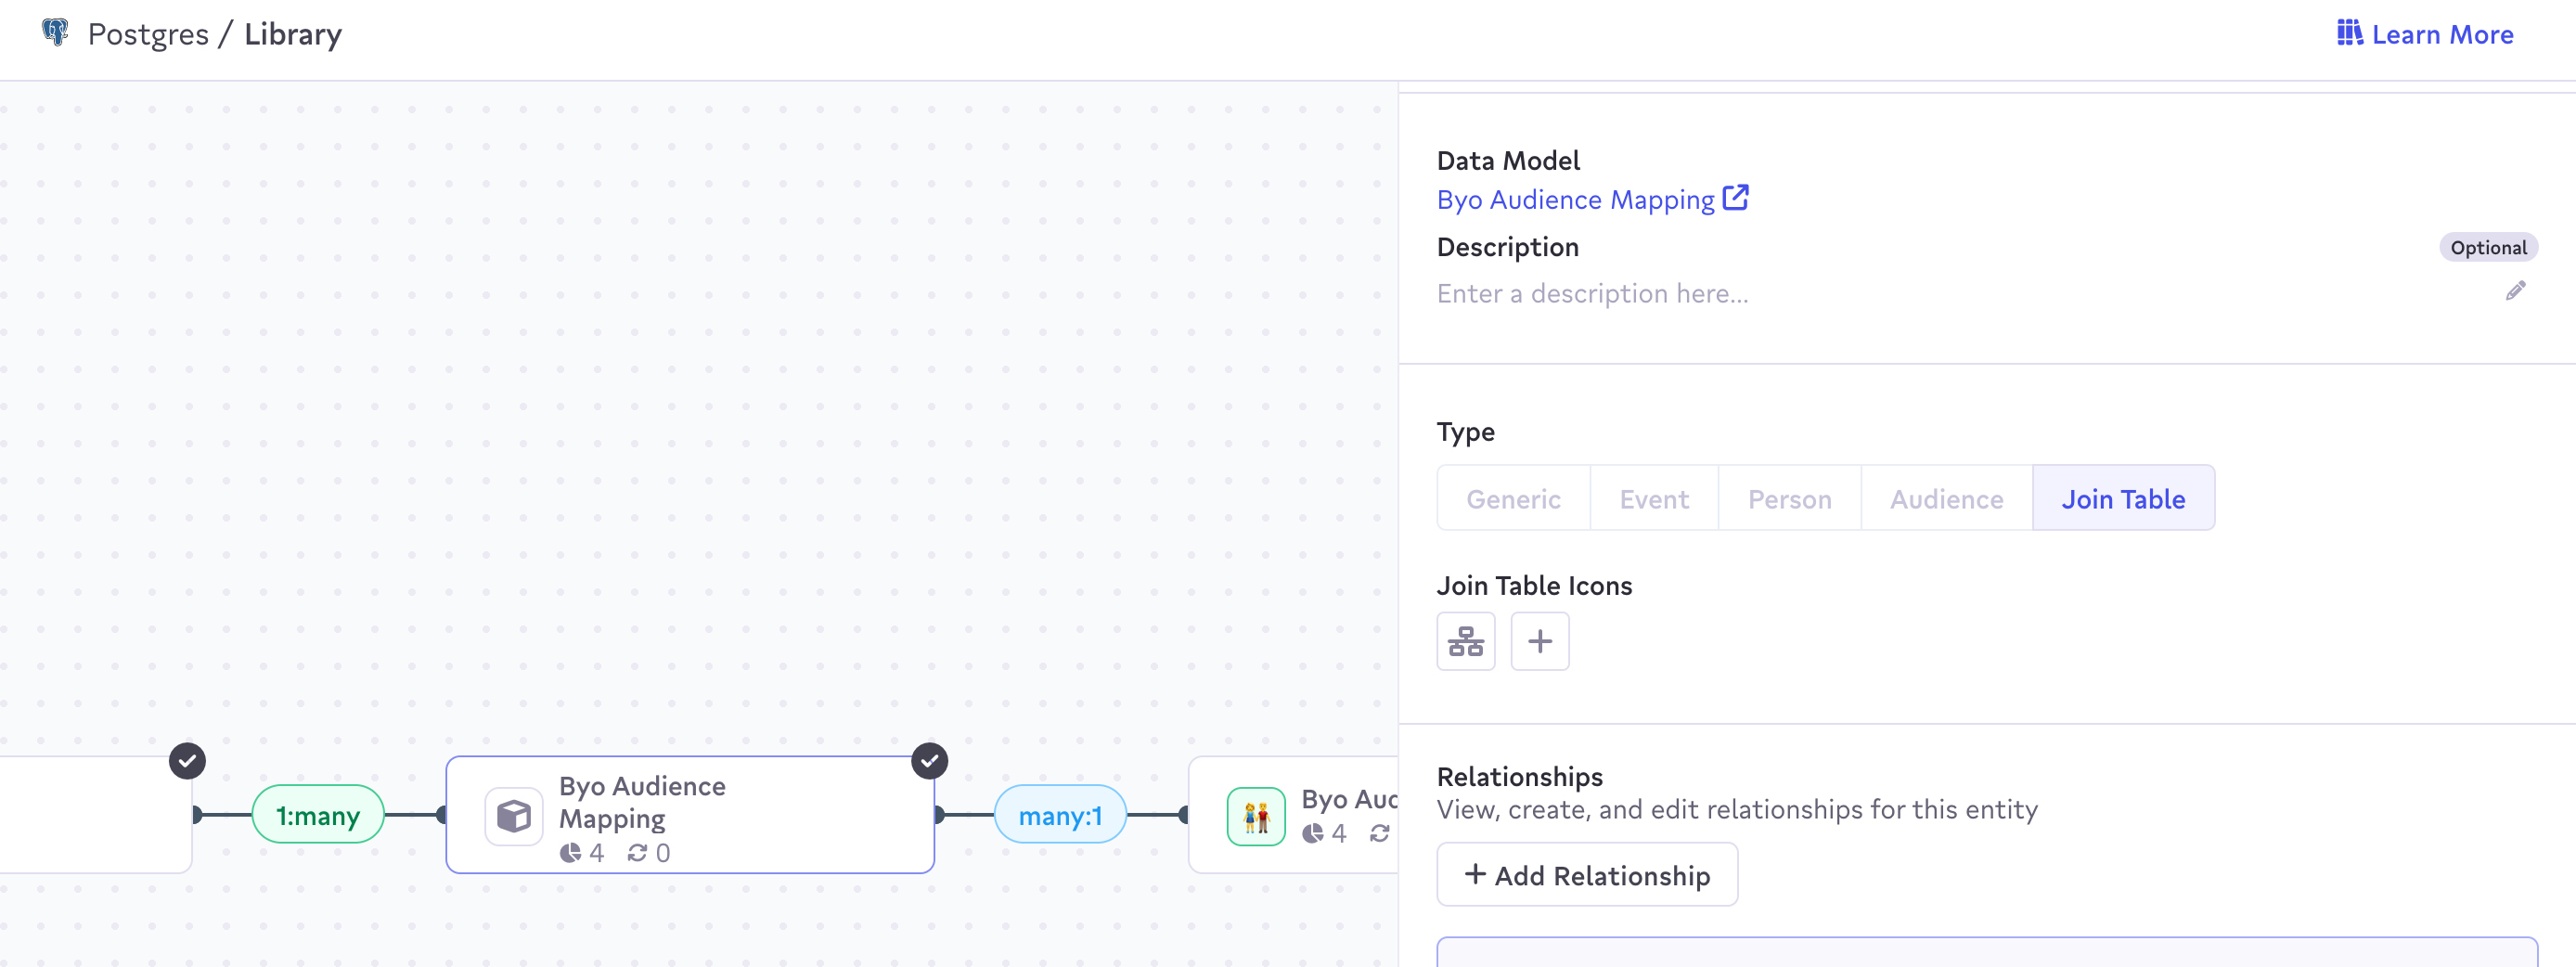 Postgres / Library
Learn More
Data Model
Byo Audience Mapping
Description
Optional
Enter a description here...
Type
Generic
Event
Person
Audience
Join Table
Join Table Icons
Relationships
View, create, and edit relationships for this entity
+ Add Relationship
1:many
Byo Audience
Mapping
4
0
many:1
Byo
4